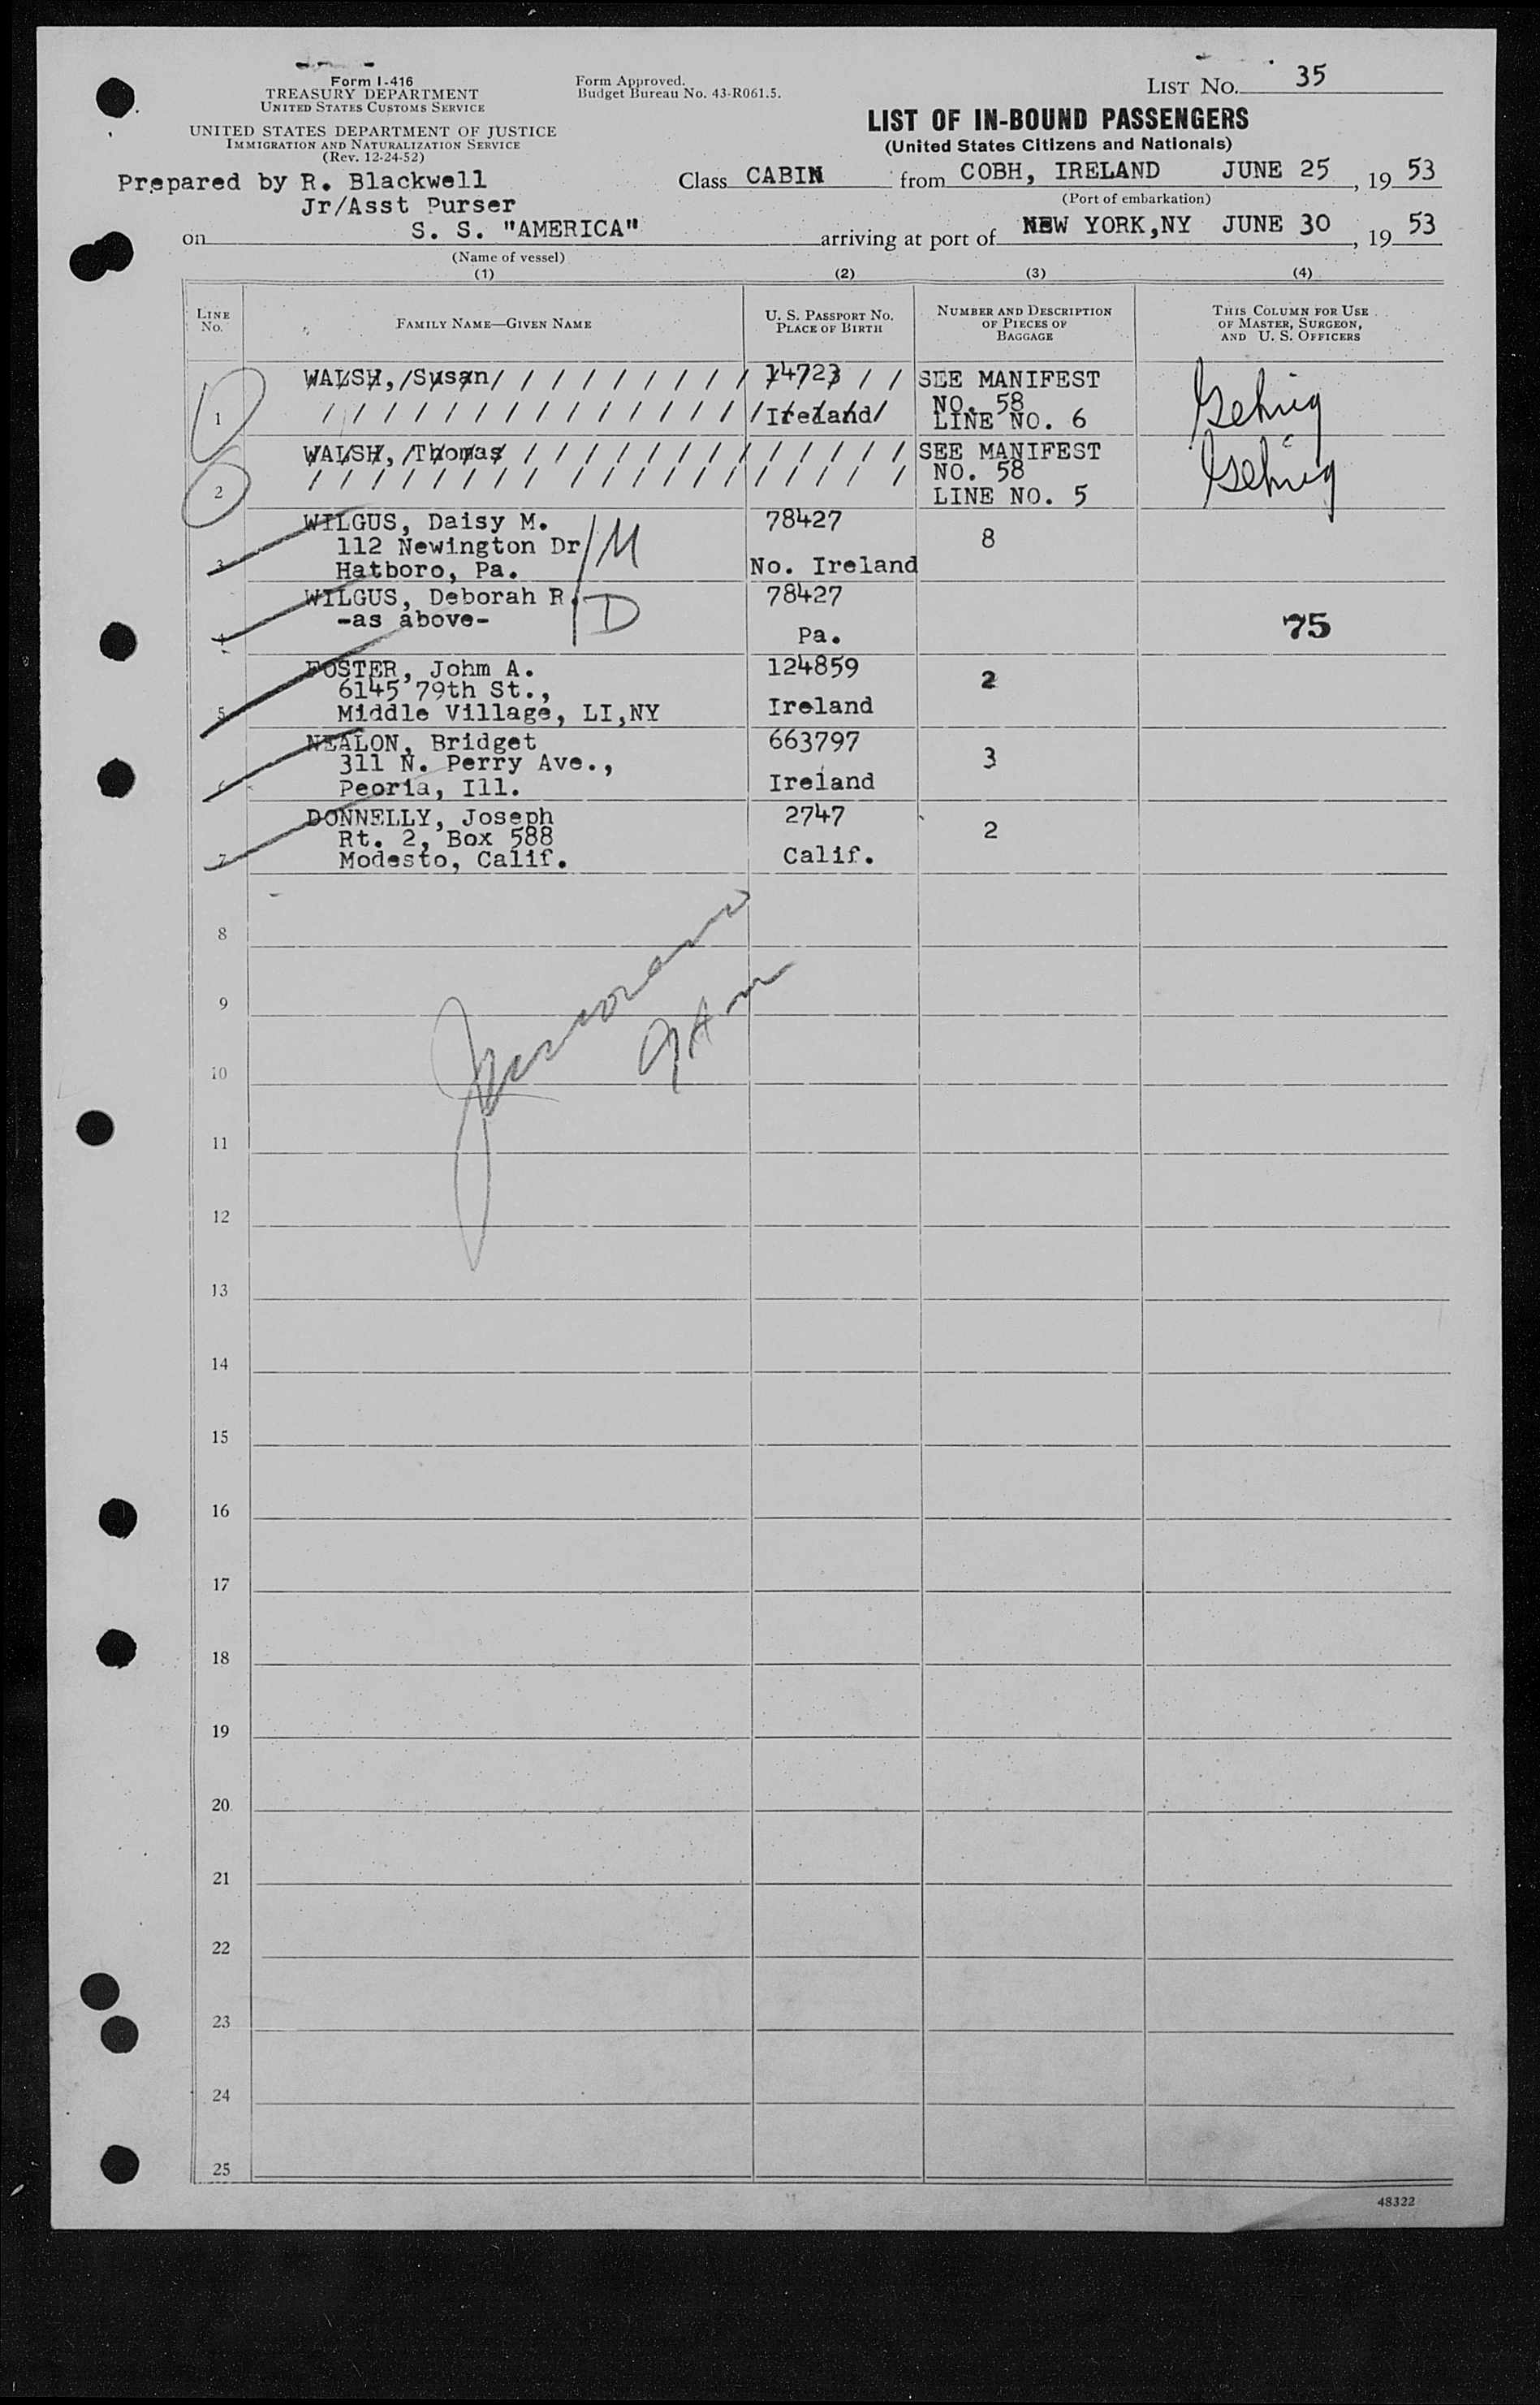 Form I-416
TREASURY DEPARTMENT
UNITED STATES CUSTOMS SERVICE
UNITED STATES DEPARTMENT OF JUSTICE
IMMIGRATION AND NATURALIZATION SERVICE
(Rev. 12-24-52)
Form Approved.
Budget Bureau No. 43-R061.5.
LIST No. 35
LIST OF IN-BOUND PASSENGERS
(United States Citizens and Nationals)
Prepared by R. Blackwell
Jr/Asst Purser
Class CABIN from COBH, IRELAND JUNE 25, 19 53
(Port of embarkation)
on S. S. "AMERICA" arriving at port of NEW YORK,NY JUNE 30, 19 53
(Name of vessel)
(1) (2) (3) (4)
LINE No. FAMILY NAME—GIVEN NAME U. S. PASSPORT No. PLACE OF BIRTH NUMBER AND DESCRIPTION OF PIECES OF BAGGAGE THIS COLUMN FOR USE OF MASTER, SURGEON, AND U. S. OFFICERS
WALSH, /Susan/ / / / / / / / / / 14723 / / SEE MANIFEST
1 / / / / / / / / / / / / / / /Ireland/ NO. 58
LINE NO. 6
WALSH, /Thomas/ / / / / / / / / / / / / / SEE MANIFEST
2 / / / / / / / / / / / / / / / / / / / / NO. 58
LINE NO. 5
WILGUS, Daisy M. 78427
3 112 Newington Dr M 8
Hatboro, Pa. No. Ireland
WILGUS, Deborah R. 78427
4 -as above- D Pa. 75
FOSTER, Johm A. 124859
5 6145 79th St., 2
Middle Village, LI,NY Ireland
NEALON, Bridget 663797
6 311 N. Perry Ave., 3
Peoria, Ill. Ireland
DONNELLY, Joseph 2747
7 Rt. 2, Box 588 2
Modesto, Calif. Calif.
8
9
10
11
12
13
14
15
16
17
18
19
20
21
22
23
24
25
48322